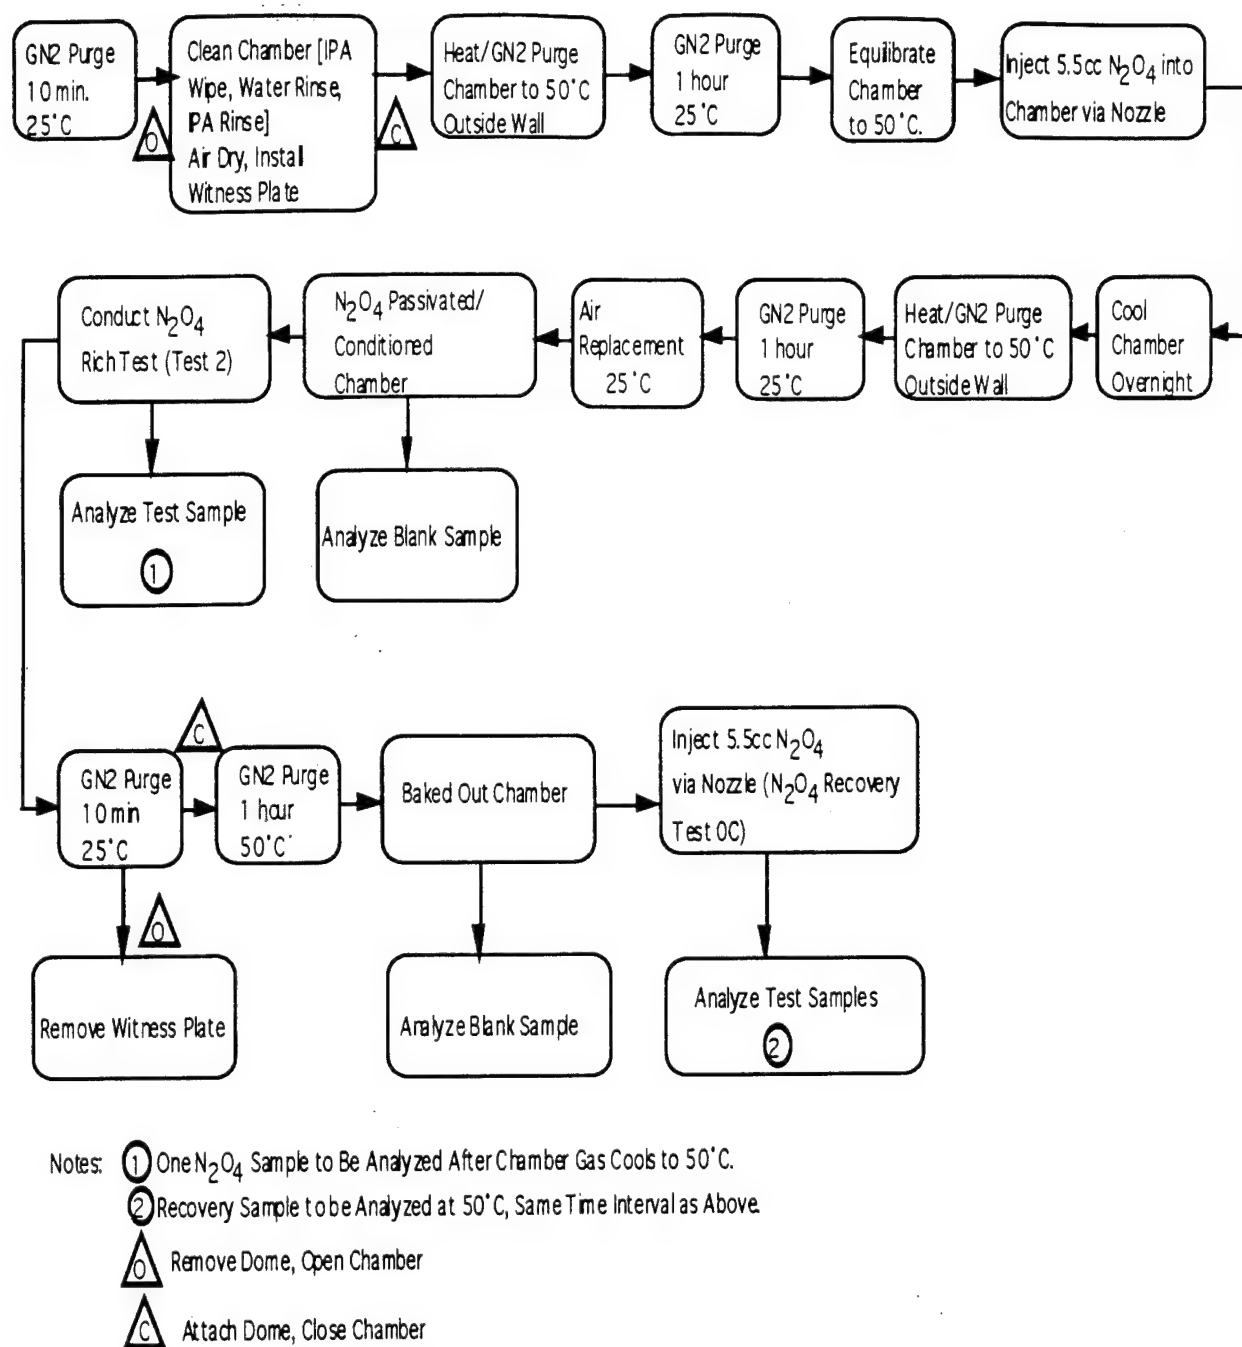 GN2 Purge
10 min.
25°C
O
Clean Chamber [IPA
Wipe, Water Rinse,
IPA Rinse]
Air Dry, Install
Witness Plate
C
Heat/GN2 Purge
Chamber to 50°C
Outside Wall
GN2 Purge
1 hour
25°C
Equilibrate
Chamber
to 50°C.
Inject 5.5cc N₂O₄ into
Chamber via Nozzle
Conduct N₂O₄
Rich Test (Test 2)
N₂O₄ Passivated/
Conditioned
Chamber
Air
Replacement
25°C
GN2 Purge
1 hour
25°C
Heat/GN2 Purge
Chamber to 50°C
Outside Wall
Cool
Chamber
Overnight
Analyze Test Sample
1
Analyze Blank Sample
GN2 Purge
10 min
25°C
C
GN2 Purge
1 hour
50°C
Baked Out Chamber
Inject 5.5cc N₂O₄
via Nozzle (N₂O₄ Recovery
Test 0C)
O
Remove Witness Plate
Analyze Blank Sample
Analyze Test Samples
2
Notes: 1 One N₂O₄ Sample to Be Analyzed After Chamber Gas Cools to 50°C.
2 Recovery Sample to be Analyzed at 50°C, Same Time Interval as Above.
O Remove Dome, Open Chamber
C Attach Dome, Close Chamber